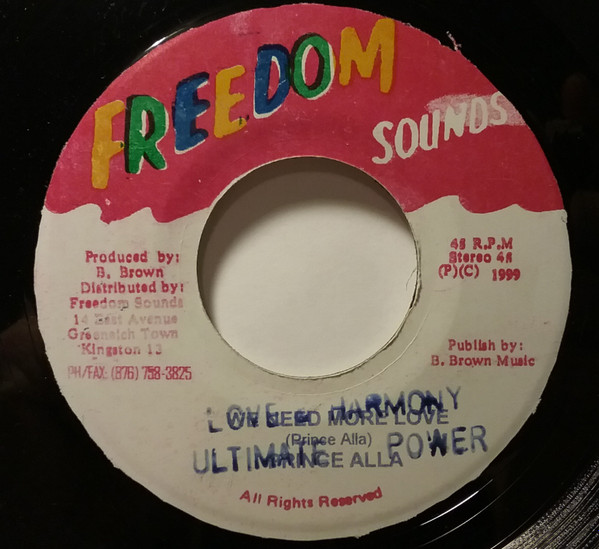 FREEDOM
SOUNDS
Produced by:
B. Brown
Distributed by:
Freedom Sounds
14 East Avenue
Greenwich Town
Kingston 13
PH/FAX: (876) 758-3825
45 R.P.M
Stereo 45
(P)(C) 1999
Publish by:
B. Brown Music
LOVE & HARMONY
WE NEED MORE LOVE
(Prince Alla)
ULTIMATE POWER
PRINCE ALLA
All Rights Reserved